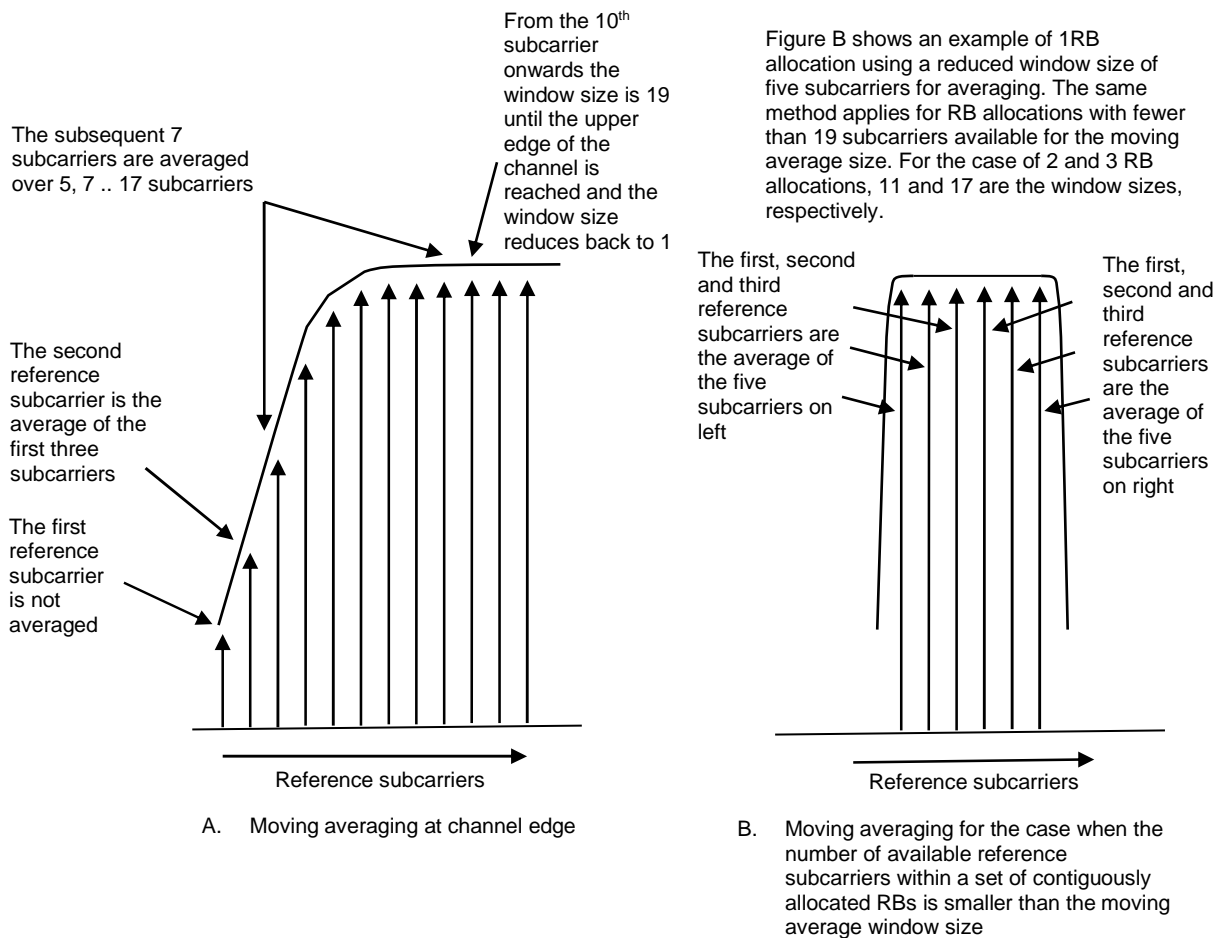 From the 10th
subcarrier
onwards the
window size is 19
until the upper
edge of the
channel is
reached and the
window size
reduces back to 1
The subsequent 7
subcarriers are averaged
over 5, 7 .. 17 subcarriers
The second
reference
subcarrier is the
average of the
first three
subcarriers
The first
reference
subcarrier
is not
averaged
Reference subcarriers
A. Moving averaging at channel edge
Figure B shows an example of 1RB
allocation using a reduced window size of
five subcarriers for averaging. The same
method applies for RB allocations with fewer
than 19 subcarriers available for the moving
average size. For the case of 2 and 3 RB
allocations, 11 and 17 are the window sizes,
respectively.
The first, second
and third
reference
subcarriers are
the average of
the five
subcarriers on
left
The first,
second and
third
reference
subcarriers
are the
average of
the five
subcarriers
on right
Reference subcarriers
B. Moving averaging for the case when the
number of available reference
subcarriers within a set of contiguously
allocated RBs is smaller than the moving
average window size